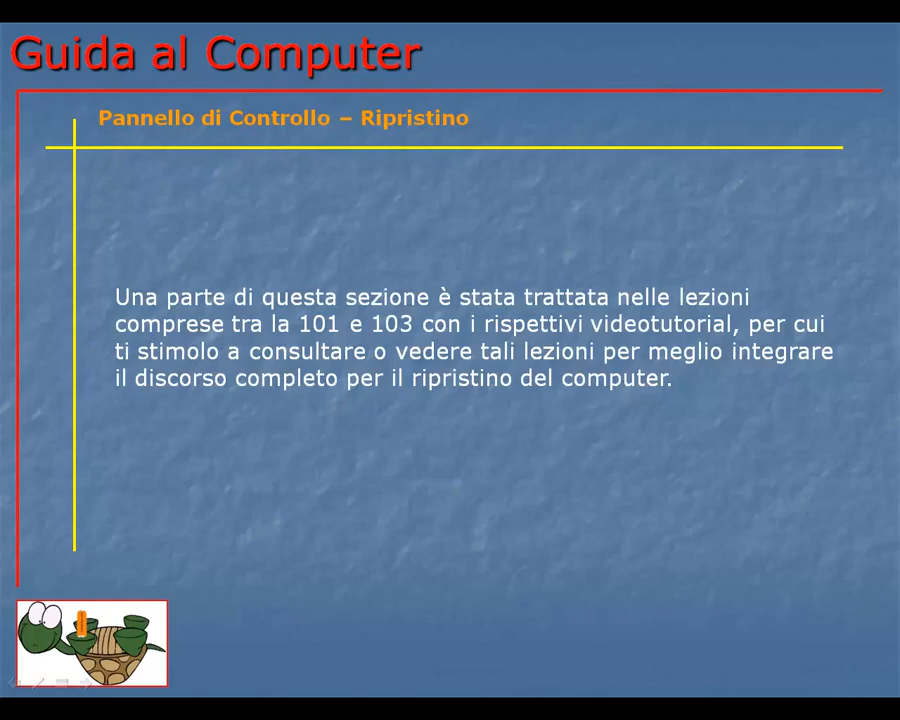 Guida al Computer
Pannello di Controllo – Ripristino
Una parte di questa sezione è stata trattata nelle lezioni
comprese tra la 101 e 103 con i rispettivi videotutorial, per cui
ti stimolo a consultare o vedere tali lezioni per meglio integrare
il discorso completo per il ripristino del computer.